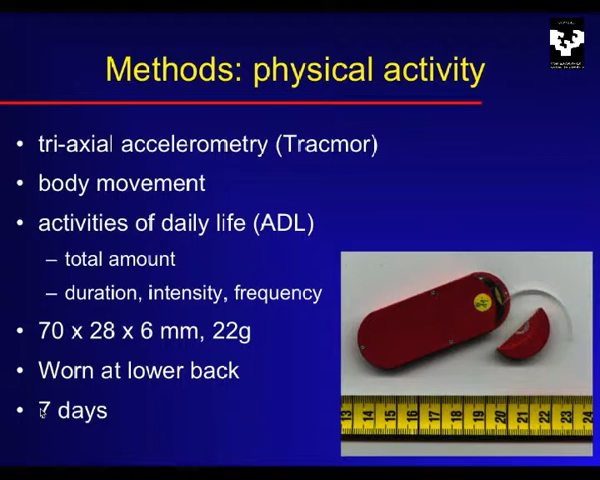 Methods: physical activity
• tri-axial accelerometry (Tracmor)
• body movement
• activities of daily life (ADL)
– total amount
– duration, intensity, frequency
• 70 x 28 x 6 mm, 22g
• Worn at lower back
• 7 days
13 14 15 16 17 18 19 20 21 22 23 24